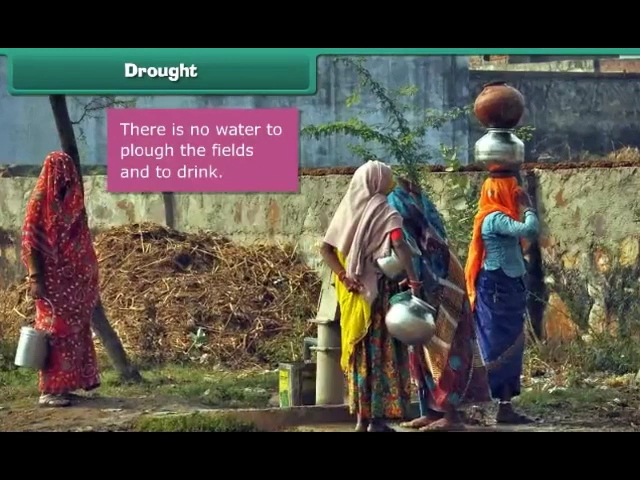 Drought
There is no water to
plough the fields
and to drink.